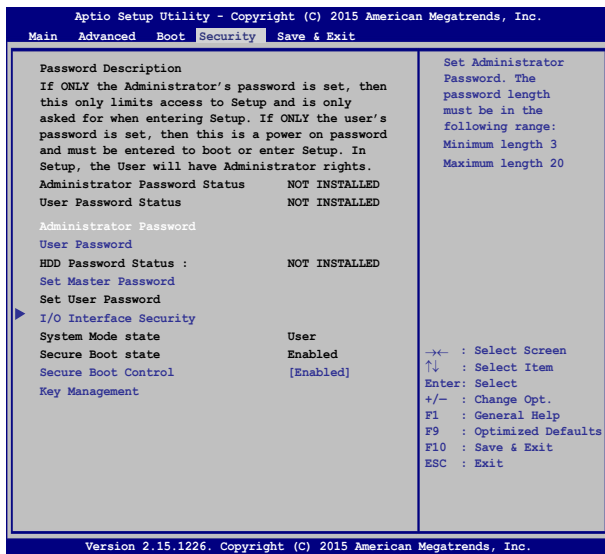 Aptio Setup Utility - Copyright (C) 2015 American Megatrends, Inc.
Main Advanced Boot Security Save & Exit
Password Description
If ONLY the Administrator's password is set, then
this only limits access to Setup and is only
asked for when entering Setup. If ONLY the user's
password is set, then this is a power on password
and must be entered to boot or enter Setup. In
Setup, the User will have Administrator rights.
Administrator Password Status NOT INSTALLED
User Password Status NOT INSTALLED
Administrator Password
User Password
HDD Password Status : NOT INSTALLED
Set Master Password
Set User Password
I/O Interface Security
System Mode state User
Secure Boot state Enabled
Secure Boot Control [Enabled]
Key Management
Set Administrator
Password. The
password length
must be in the
following range:
Minimum length 3
Maximum length 20
→← : Select Screen
↑↓ : Select Item
Enter: Select
+/— : Change Opt.
F1 : General Help
F9 : Optimized Defaults
F10 : Save & Exit
ESC : Exit
Version 2.15.1226. Copyright (C) 2015 American Megatrends, Inc.